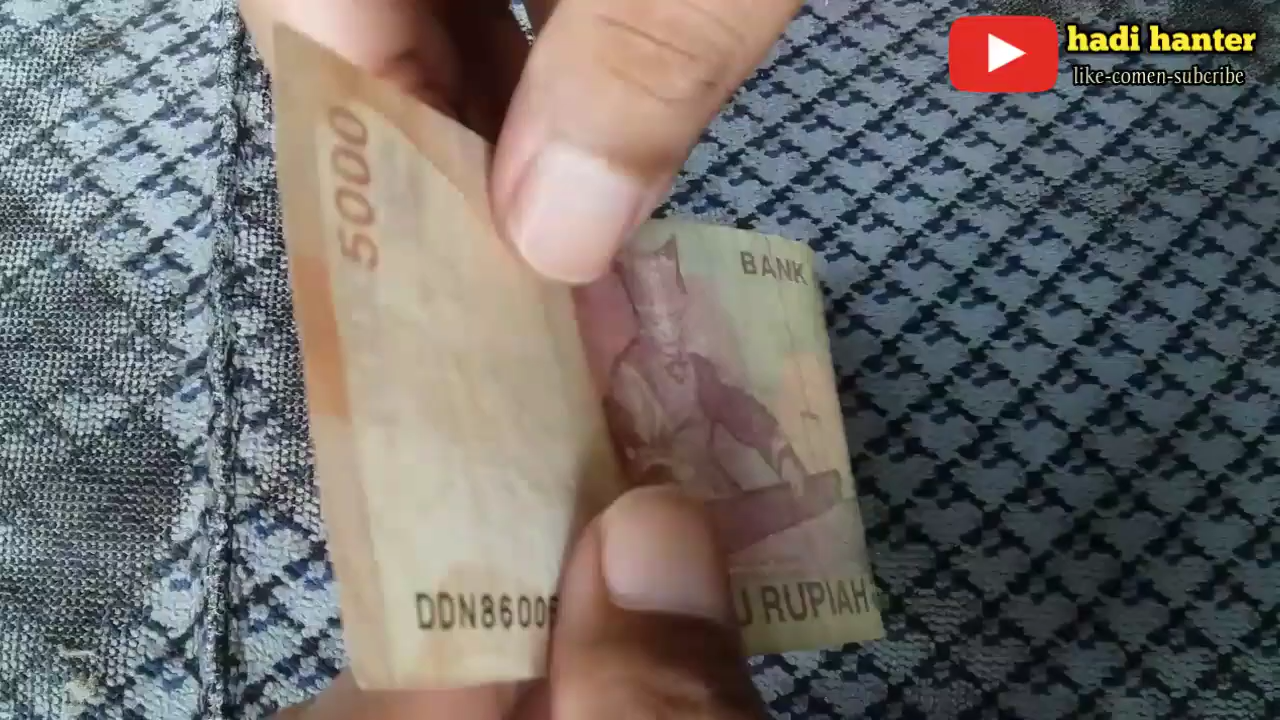 hadi hanter
like-comen-subcribe
5000
BANK
DDN8600
RUPIAH